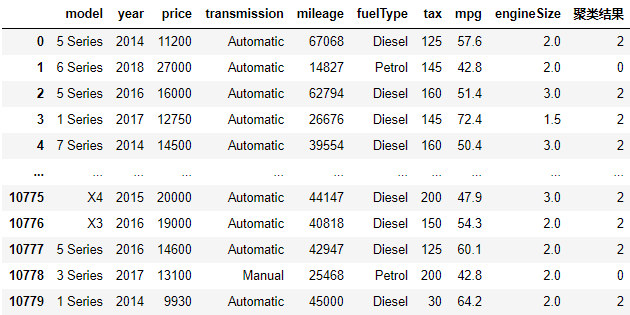 model year price transmission mileage fuelType tax mpg engineSize 聚类结果
0 5 Series 2014 11200 Automatic 67068 Diesel 125 57.6 2.0 2
1 6 Series 2018 27000 Automatic 14827 Petrol 145 42.8 2.0 0
2 5 Series 2016 16000 Automatic 62794 Diesel 160 51.4 3.0 2
3 1 Series 2017 12750 Automatic 26676 Diesel 145 72.4 1.5 2
4 7 Series 2014 14500 Automatic 39554 Diesel 160 50.4 3.0 2
... ... ... ... ... ... ... ... ... ... ...
10775 X4 2015 20000 Automatic 44147 Diesel 200 47.9 3.0 2
10776 X3 2016 19000 Automatic 40818 Diesel 150 54.3 2.0 2
10777 5 Series 2016 14600 Automatic 42947 Diesel 125 60.1 2.0 2
10778 3 Series 2017 13100 Manual 25468 Petrol 200 42.8 2.0 0
10779 1 Series 2014 9930 Automatic 45000 Diesel 30 64.2 2.0 2